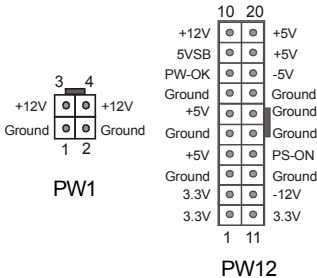 10 20
+12V +5V
5VSB +5V
PW-OK -5V
Ground Ground
+5V Ground
Ground Ground
+5V PS-ON
Ground Ground
3.3V -12V
3.3V 3.3V
1 11
PW12
3 4
+12V +12V
Ground Ground
1 2
PW1